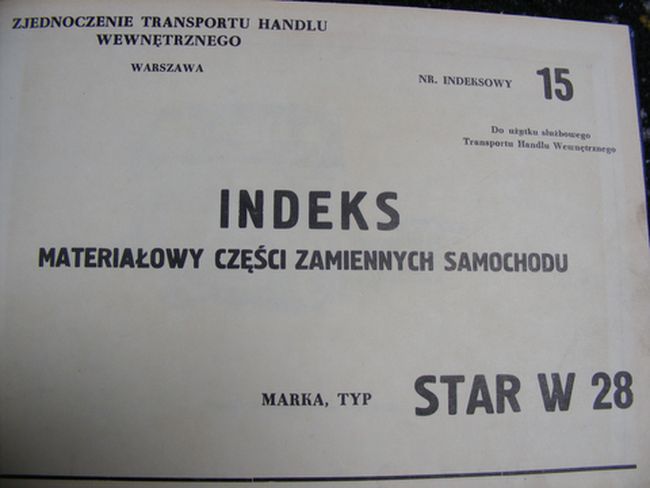 ZJEDNOCZENIE TRANSPORTU HANDLU
WEWNĘTRZNEGO
WARSZAWA
NR. INDEKSOWY 15
Do użytku służbowego
Transportu Handlu Wewnętrznego
INDEKS
MATERIAŁOWY CZĘŚCI ZAMIENNYCH SAMOCHODU
MARKA, TYP STAR W 28